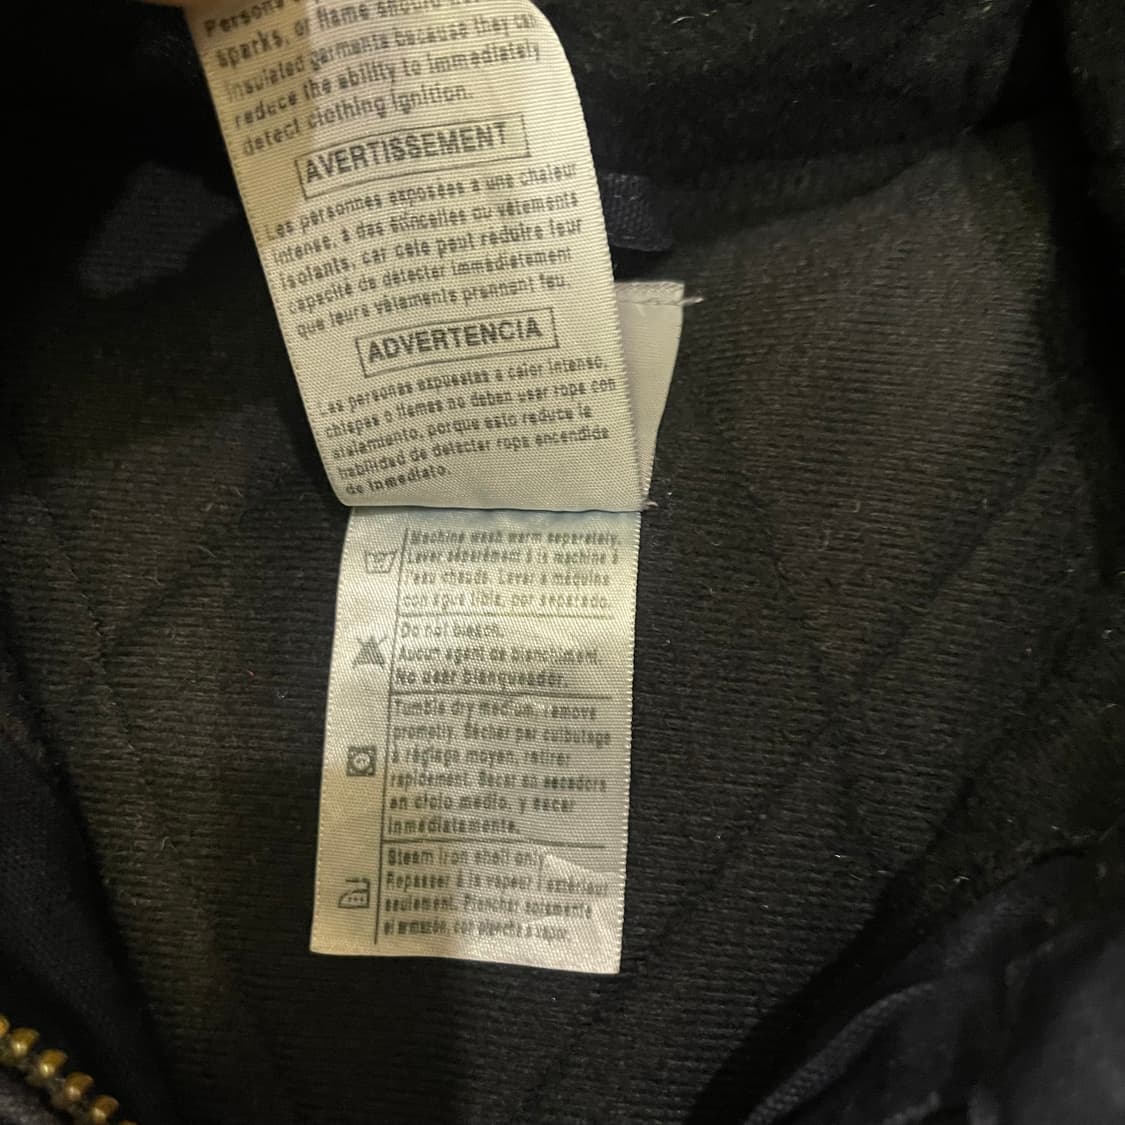 sparks, or flame should
insulated garments because they can
reduce the ability to immediately
detect clothing ignition.
AVERTISSEMENT
Les personnes exposées à une chaleur
intense, à des étincelles ou vêtements
isolants, car cela peut réduire leur
capacité de détecter immédiatement
que leurs vêtements prennent feu.
ADVERTENCIA
Las personas expuestas a calor intenso,
chispas o llamas no deben usar ropa con
aislamiento, porque esto reduce la
habilidad de detectar ropa encendida
de inmediato.
Machine wash warm separately.
Laver séparément à la machine à
l'eau chaude. Lavar a máquina
con agua tibia, por separado.
Do not bleach.
Aucun agent de blanchiment.
No usar blanqueador.
Tumble dry medium, remove
promptly. Sécher par culbutage
à réglage moyen, retirer
rapidement. Secar en secadora
en ciclo medio, y sacar
inmediatamente.
Steam iron shell only
Repasser à la vapeur l'extérieur
seulement. Planchar solamente
el armazón, con plancha a vapor.